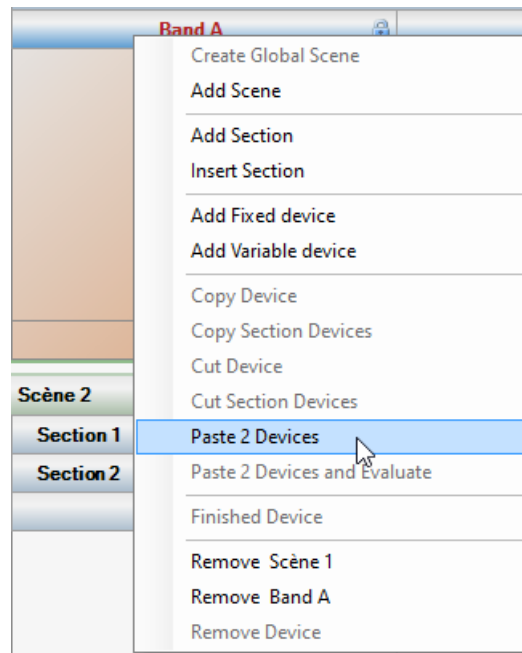 Band A
Create Global Scene
Add Scene
Add Section
Insert Section
Add Fixed device
Add Variable device
Copy Device
Copy Section Devices
Cut Device
Cut Section Devices
Paste 2 Devices
Paste 2 Devices and Evaluate
Finished Device
Remove Scène 1
Remove Band A
Remove Device
Scène 2
Section 1
Section 2